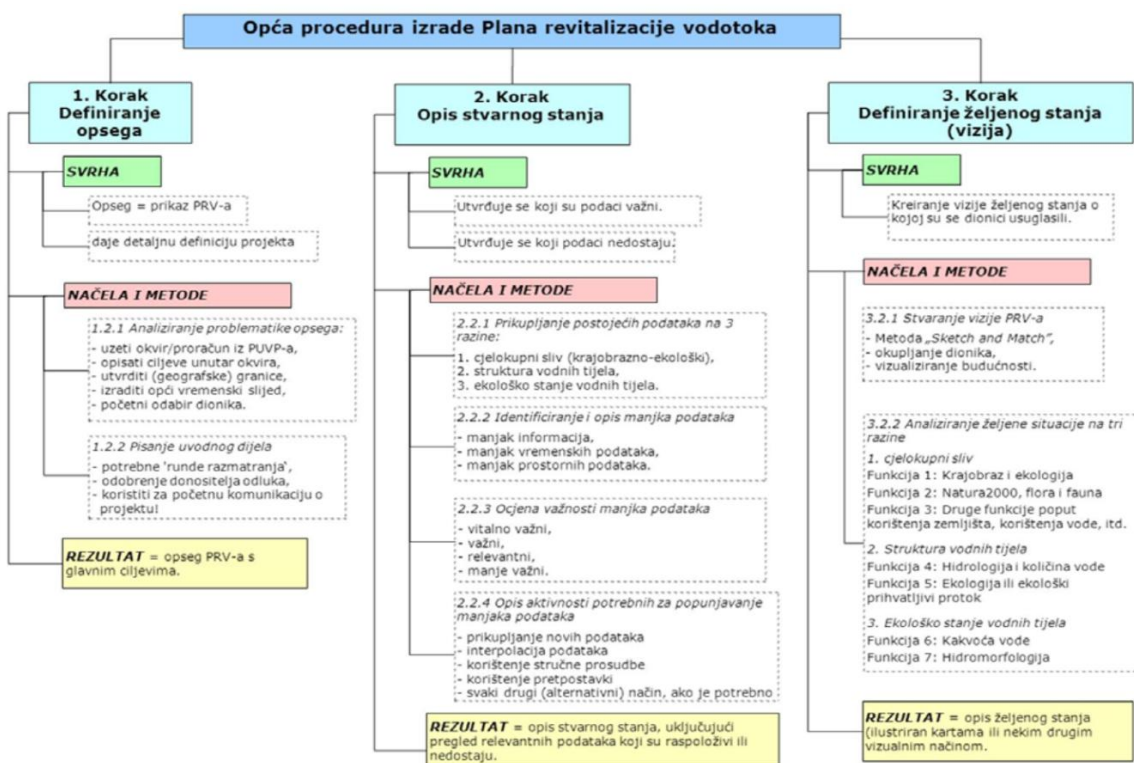 Opća procedura izrade Plana revitalizacije vodotoka
1. Korak
Definiranje
opsega
SVRHA
Opseg = prikaz PRV-a
daje detaljnu definiciju projekta
NAČELA I METODE
1.2.1 Analiziranje problematike opsega:
- uzeti okvir/proračun iz PUVP-a,
- opisati ciljeve unutar okvira,
- utvrditi (geografske) granice,
- izraditi opći vremenski slijed,
- početni odabir dionika.
1.2.2 Pisanje uvodnog dijela
- potrebne 'runde razmatranja',
- odobrenje donositelja odluka,
- koristiti za početnu komunikaciju o
projektu!
REZULTAT = opseg PRV-a s
glavnim ciljevima.
2. Korak
Opis stvarnog stanja
SVRHA
Utvrđuje se koji su podaci važni.
Utvrđuje se koji podaci nedostaju.
NAČELA I METODE
2.2.1 Prikupljanje postojećih podataka na 3
razine:
1. cjelokupni sliv (krajobrazno-ekološki),
2. struktura vodnih tijela,
3. ekološko stanje vodnih tijela.
2.2.2 Identificiranje i opis manjka podataka
- manjak informacija,
- manjak vremenskih podataka,
- manjak prostornih podataka.
2.2.3 Ocjena važnosti manjka podataka
- vitalno važni,
- važni,
- relevantni,
- manje važni.
2.2.4 Opis aktivnosti potrebnih za popunjavanje
manjaka podataka
- prikupljanje novih podataka
- interpolacija podataka
- korištenje stručne prosudbe
- korištenje pretpostavki
- svaki drugi (alternativni) način, ako je potrebno
REZULTAT = opis stvarnog stanja, uključujući
pregled relevantnih podataka koji su raspoloživi ili
nedostaju.
3. Korak
Definiranje željenog stanja
(vizija)
SVRHA
Kreiranje vizije željenog stanja o
kojoj su se dionici usuglasili.
NAČELA I METODE
3.2.1 Stvaranje vizije PRV-a
- Metoda „Sketch and Match",
- okupljanje dionika,
- vizualiziranje budućnosti.
3.2.2 Analiziranje željene situacije na tri
razine
1. cjelokupni sliv
Funkcija 1: Krajobraz i ekologija
Funkcija 2: Natura2000, flora i fauna
Funkcija 3: Druge funkcije poput
korištenja zemljišta, korištenja vode, itd.
2. Struktura vodnih tijela
Funkcija 4: Hidrologija i količina vode
Funkcija 5: Ekologija ili ekološki
prihvatljivi protok
3. Ekološko stanje vodnih tijela
Funkcija 6: Kakvoća vode
Funkcija 7: Hidromorfologija
REZULTAT = opis željenog stanja
(ilustriran kartama ili nekim drugim
vizualnim načinom.